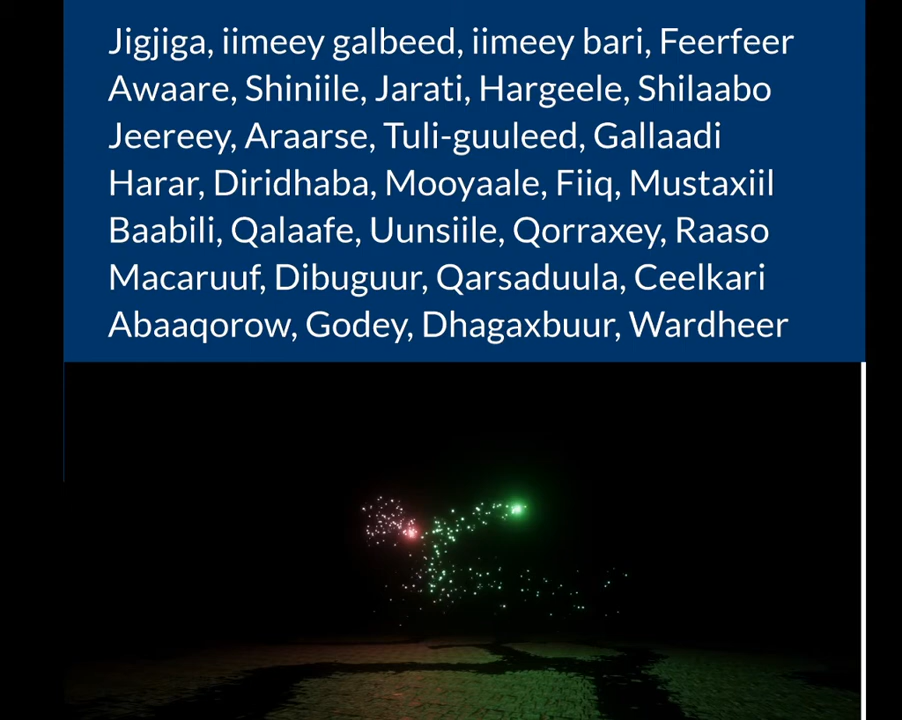 Jigjiga, iimeey galbeed, iimeey bari, Feerfeer
Awaare, Shiniile, Jarati, Hargeele, Shilaabo
Jeereey, Araarse, Tuli-guuleed, Gallaadi
Harar, Diridhaba, Mooyaale, Fiiq, Mustaxiil
Baabili, Qalaafe, Uunsiile, Qorraxey, Raaso
Macaruuf, Dibuguur, Qarsaduula, Ceelkari
Abaaqorow, Godey, Dhagaxbuur, Wardheer